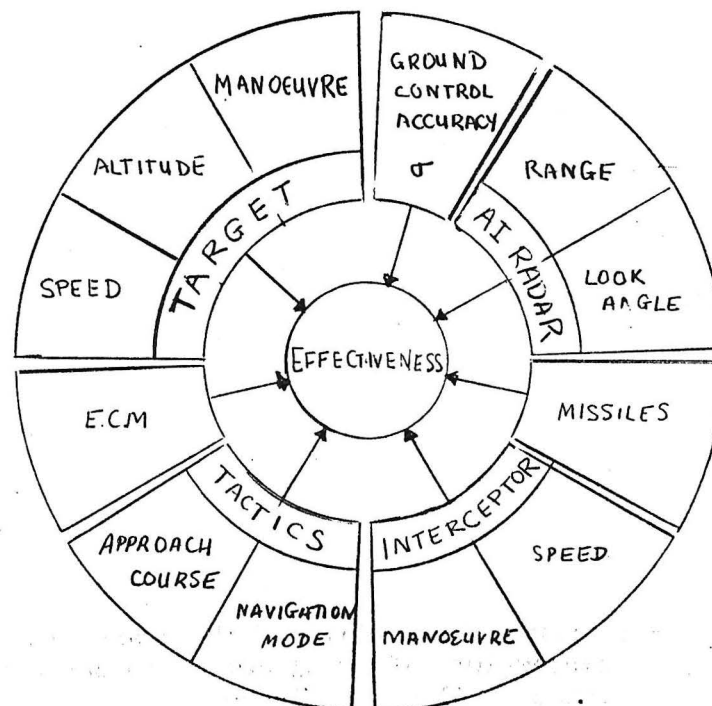 MANOEUVRE
GROUND
CONTROL
ACCURACY
σ
ALTITUDE
RANGE
TARGET
AI RADAR
SPEED
LOOK
ANGLE
EFFECTIVENESS
E.C.M
MISSILES
TACTICS
INTERCEPTOR
APPROACH
COURSE
SPEED
NAVIGATION
MODE
MANOEUVRE